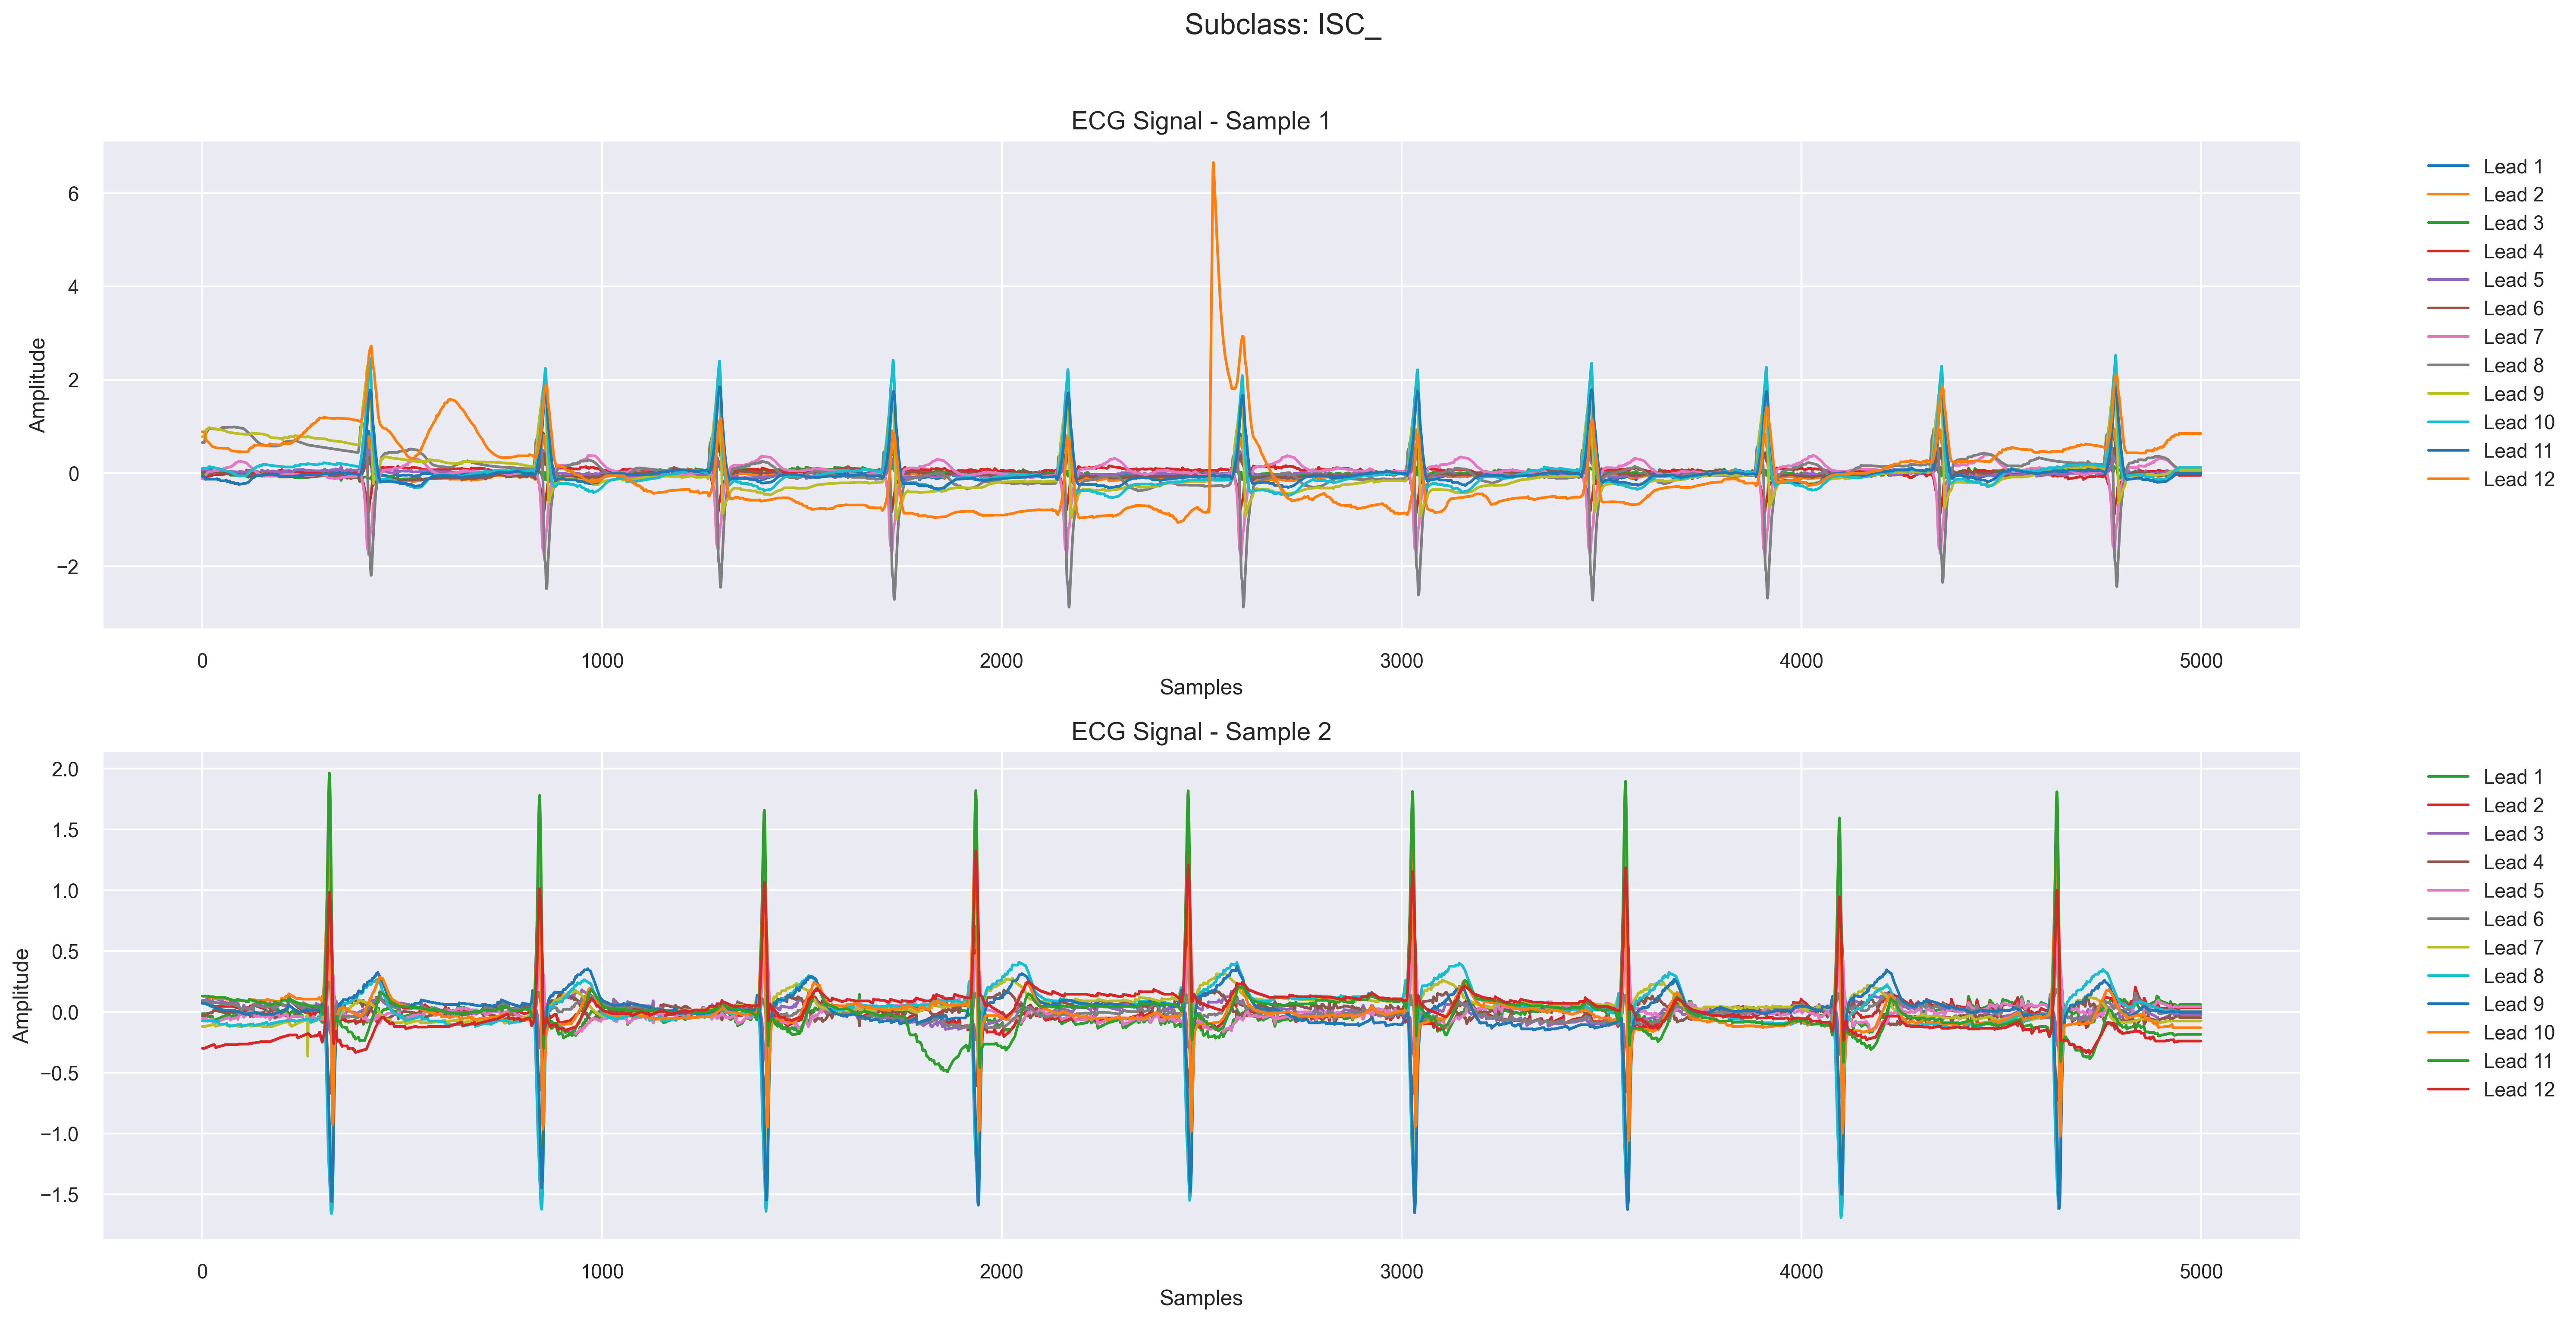 Subclass: ISC_
ECG Signal - Sample 1
Amplitude
6
4
2
0
−2
0 1000 2000 3000 4000 5000
Samples
Lead 1
Lead 2
Lead 3
Lead 4
Lead 5
Lead 6
Lead 7
Lead 8
Lead 9
Lead 10
Lead 11
Lead 12
ECG Signal - Sample 2
Amplitude
2.0
1.5
1.0
0.5
0.0
−0.5
−1.0
−1.5
0 1000 2000 3000 4000 5000
Samples
Lead 1
Lead 2
Lead 3
Lead 4
Lead 5
Lead 6
Lead 7
Lead 8
Lead 9
Lead 10
Lead 11
Lead 12